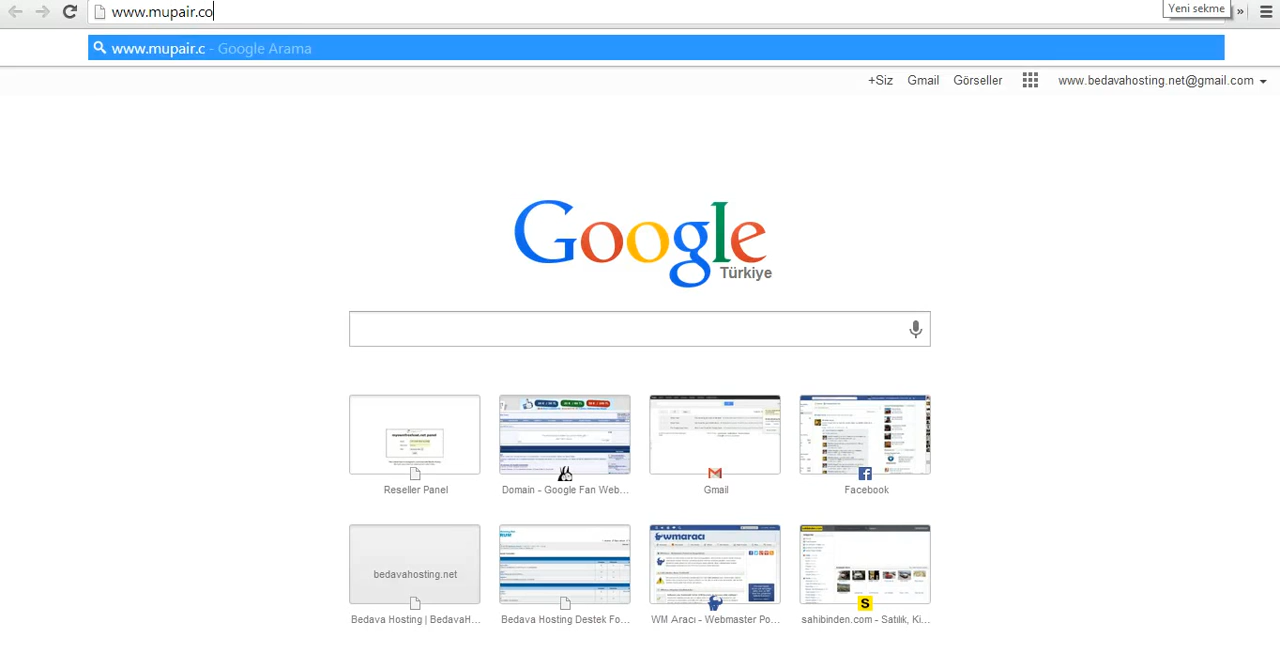 www.mupair.co
Yeni sekme
»
www.mupair.c - Google Arama
+Siz Gmail Görseller www.bedavahosting.net@gmail.com
Google
Türkiye
Reseller Panel
Domain - Google Fan Web...
Gmail
Facebook
bedavahosting.net
wmaracı
S
Bedava Hosting | BedavaH...
Bedava Hosting Destek Fo...
WM Aracı - Webmaster Po...
sahibinden.com - Satılık, Ki...